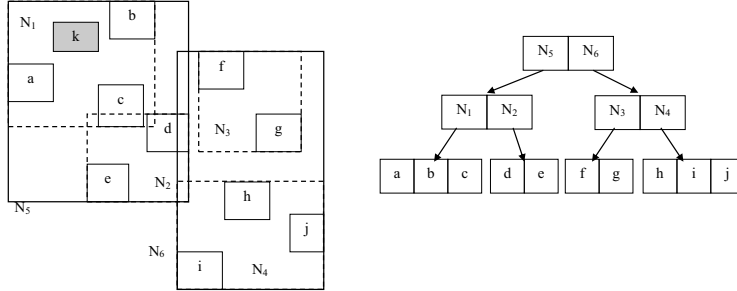 N₁
b
k
a
c
d
e
N₂
N₅
f
N₃
g
h
j
N₆
i
N₄
N₅ N₆
N₁ N₂
N₃ N₄
a b c
d e
f g
h i j